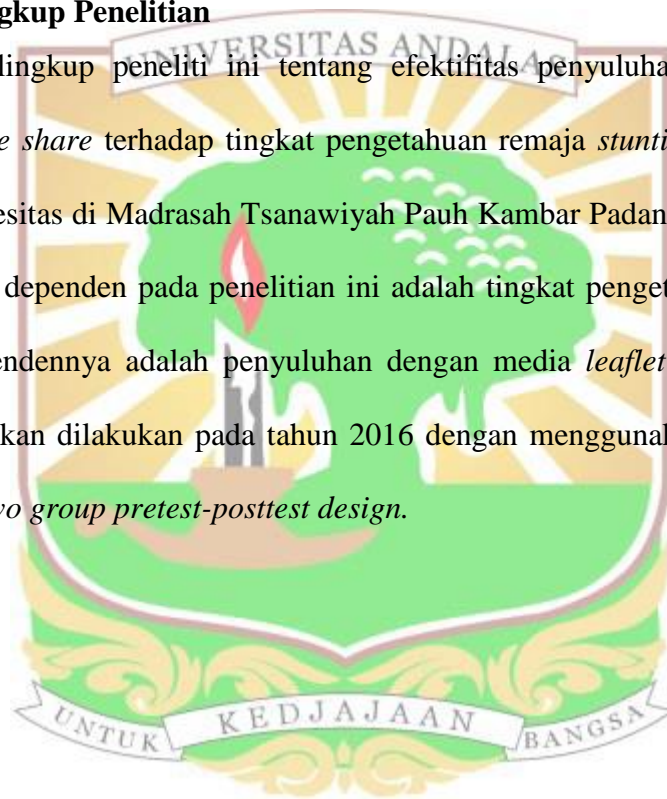 gkup Penelitian
UNIVERSITAS ANDALAS
lingkup peneliti ini tentang efektifitas penyuluha
e share terhadap tingkat pengetahuan remaja stunti
esitas di Madrasah Tsanawiyah Pauh Kambar Padan
dependen pada penelitian ini adalah tingkat penget
endennya adalah penyuluhan dengan media leaflet
kan dilakukan pada tahun 2016 dengan menggunal
vo group pretest-posttest design.
UNTUK KEDJAJAAN BANGSA